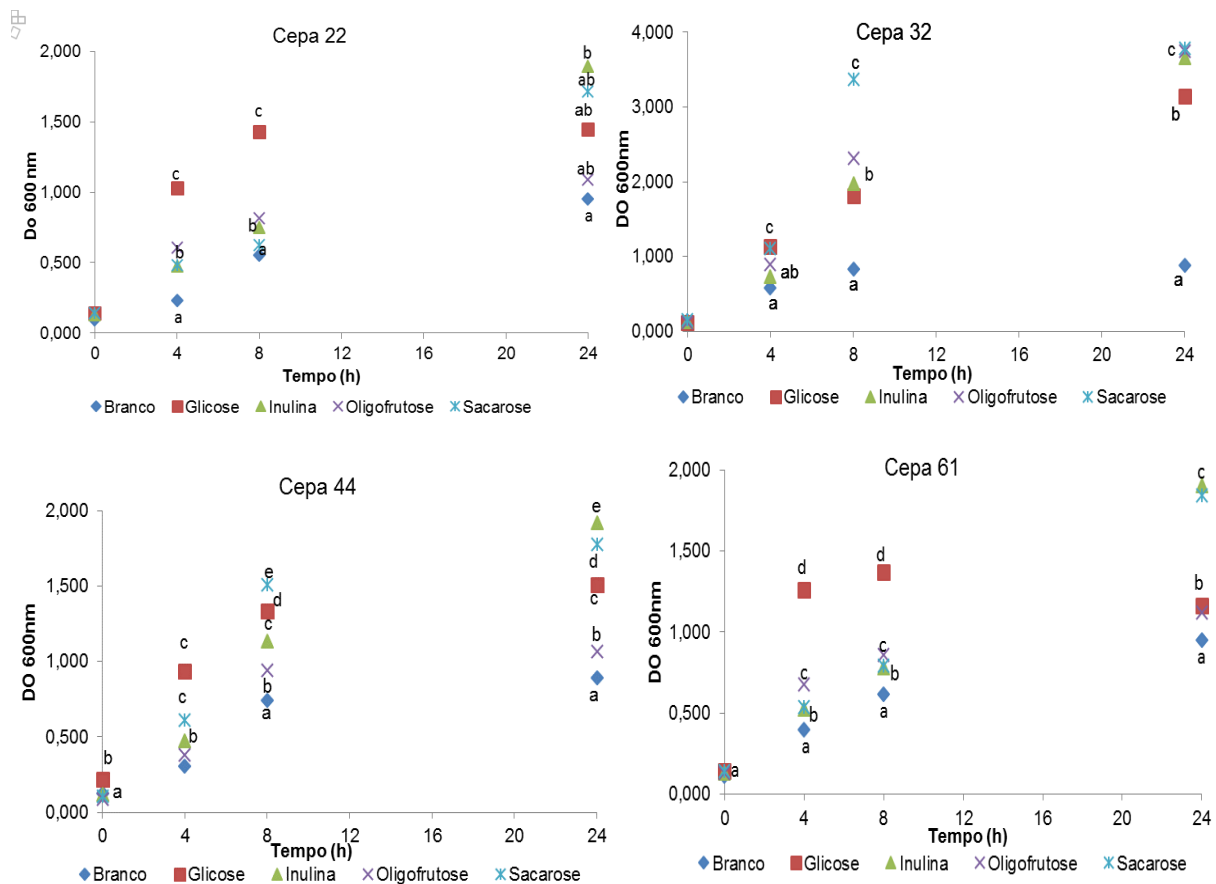 Cepa 22
2,000
1,500
1,000
0,500
0,000
Do 600 nm
0 4 8 12 16 20 24
Tempo (h)
c
b
a
c
b
a
b
ab
ab
ab
a
Branco Glicose Inulina Oligofrutose Sacarose
Cepa 32
4,000
3,000
2,000
1,000
0,000
DO 600nm
0 4 8 12 16 20 24
Tempo (h)
c
ab
a
c
b
a
c
b
a
Branco Glicose Inulina Oligofrutose Sacarose
Cepa 44
2,000
1,500
1,000
0,500
0,000
DO 600nm
0 4 8 12 16 20 24
Tempo (h)
b
a
c
c
b
e
d
c
b
a
e
d
c
b
a
Branco Glicose Inulina Oligofrutose Sacarose
Cepa 61
2,000
1,500
1,000
0,500
0,000
DO 600nm
0 4 8 12 16 20 24
Tempo (h)
a
d
c
b
a
d
c
b
a
c
b
a
Branco Glicose Inulina Oligofrutose Sacarose